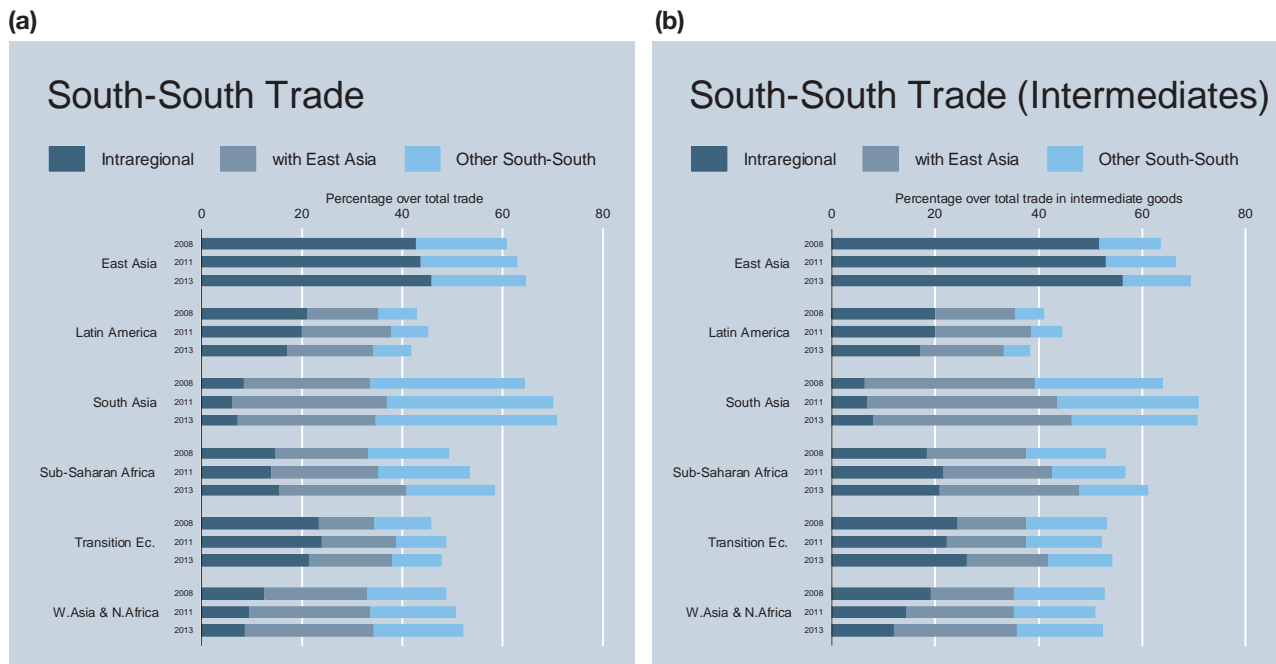 (a)
South-South Trade
Intraregional with East Asia Other South-South
Percentage over total trade
0 20 40 60 80
2008
East Asia 2011
2013
2008
Latin America 2011
2013
2008
South Asia 2011
2013
2008
Sub-Saharan Africa 2011
2013
2008
Transition Ec. 2011
2013
2008
W.Asia & N.Africa 2011
2013
(b)
South-South Trade (Intermediates)
Intraregional with East Asia Other South-South
Percentage over total trade in intermediate goods
0 20 40 60 80
2008
East Asia 2011
2013
2008
Latin America 2011
2013
2008
South Asia 2011
2013
2008
Sub-Saharan Africa 2011
2013
2008
Transition Ec. 2011
2013
2008
W.Asia & N.Africa 2011
2013